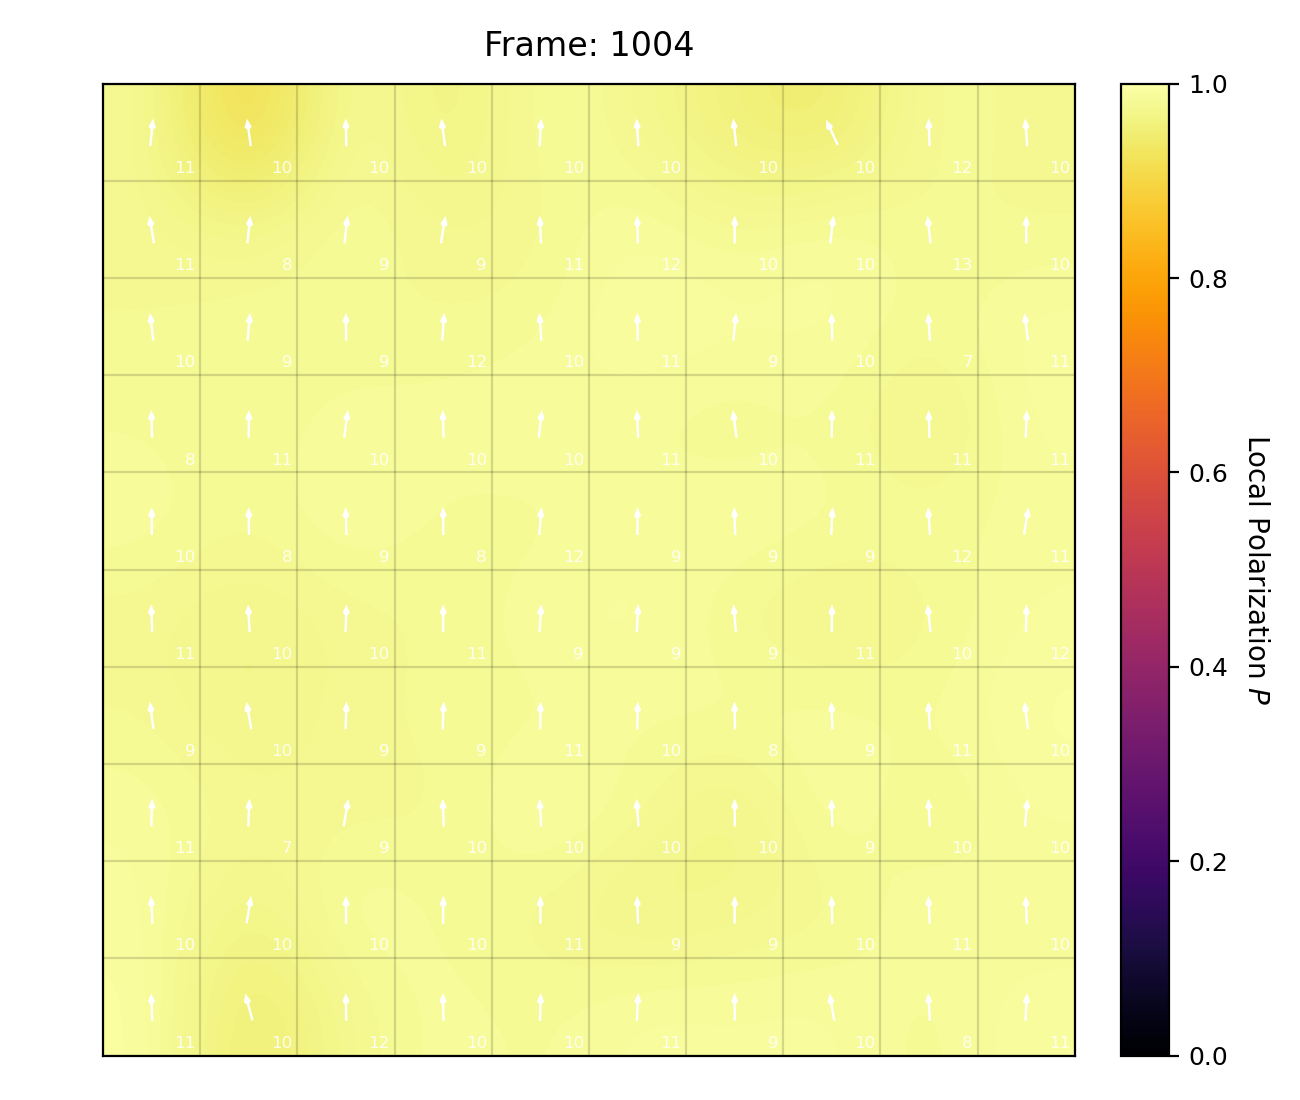 Frame: 1004
11 10 10 10 10 10 10 10 12 10
11 8 9 9 11 12 10 10 13 10
10 9 9 12 10 11 9 10 7 11
8 11 10 10 10 11 10 11 11 11
10 8 9 8 12 9 9 9 12 11
11 10 10 11 9 9 9 11 10 12
9 10 9 9 11 10 8 9 11 10
11 7 9 10 10 10 10 9 10 10
10 10 10 10 11 9 9 10 11 10
11 10 12 10 10 11 9 10 8 11
1.0
0.8
0.6
0.4
0.2
0.0
Local Polarization P